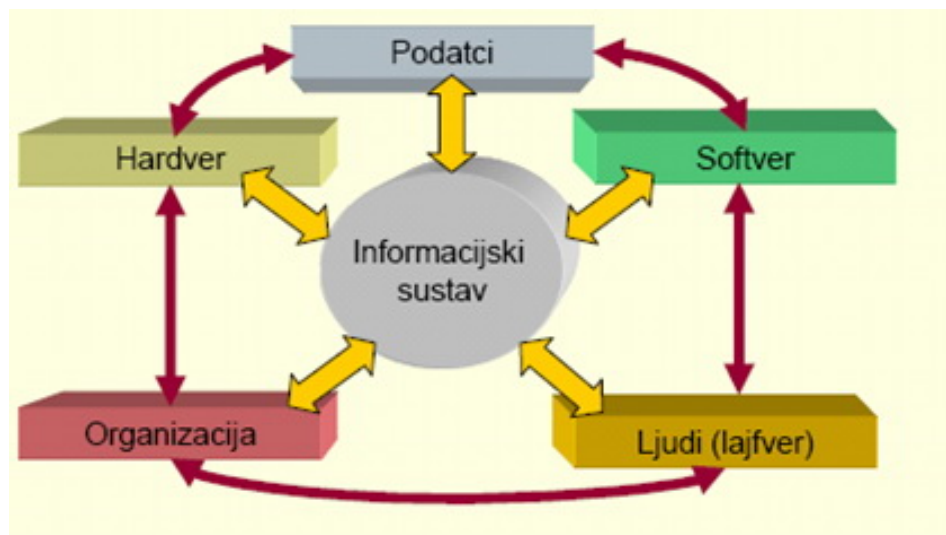 Podatci
Hardver
Softver
Informacijski
sustav
Organizacija
Ljudi (lajfver)